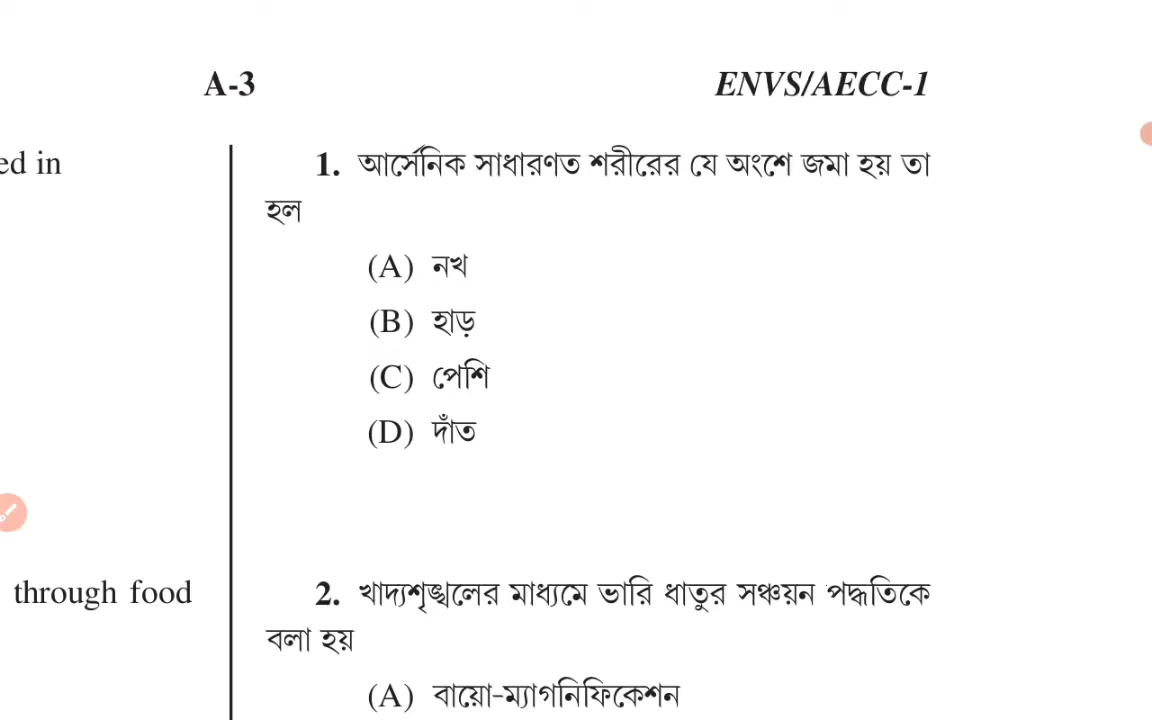 A-3 ENVS/AECC-1
ed in
1. আর্সেনিক সাধারণত শরীরের যে অংশে জমা হয় তা
হল
(A) নখ
(B) হাড়
(C) পেশি
(D) দাঁত
through food
2. খাদ্যশৃঙ্খলের মাধ্যমে ভারি ধাতুর সঞ্চয়ন পদ্ধতিকে
বলা হয়
(A) বায়ো-ম্যাগনিফিকেশন